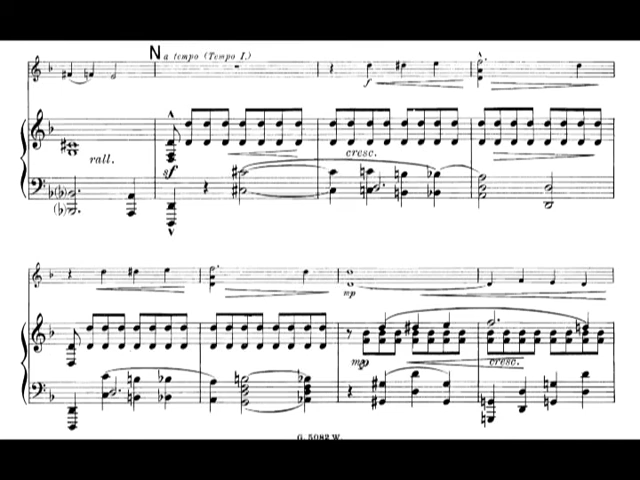 N a tempo (Tempo I.)
f
rall.
sf
cresc.
mp
mp
cresc.
G. 5082 W.